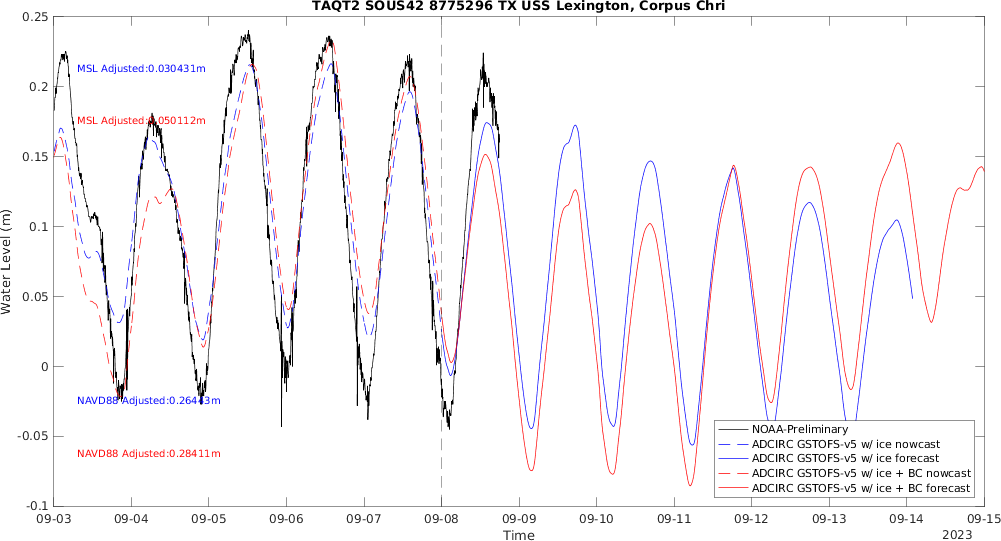 TAQT2 SOUS42 8775296 TX USS Lexington, Corpus Chri
0.25
0.2
0.15
0.1
0.05
0
-0.05
-0.1
Water Level (m)
MSL Adjusted:0.030431m
MSL Adjusted:0.050112m
NAVD88 Adjusted:0.26443m
NAVD88 Adjusted:0.28411m
NOAA-Preliminary
ADCIRC GSTOFS-v5 w/ ice nowcast
ADCIRC GSTOFS-v5 w/ ice forecast
ADCIRC GSTOFS-v5 w/ ice + BC nowcast
ADCIRC GSTOFS-v5 w/ ice + BC forecast
09-03 09-04 09-05 09-06 09-07 09-08 09-09 09-10 09-11 09-12 09-13 09-14 09-15
Time
2023